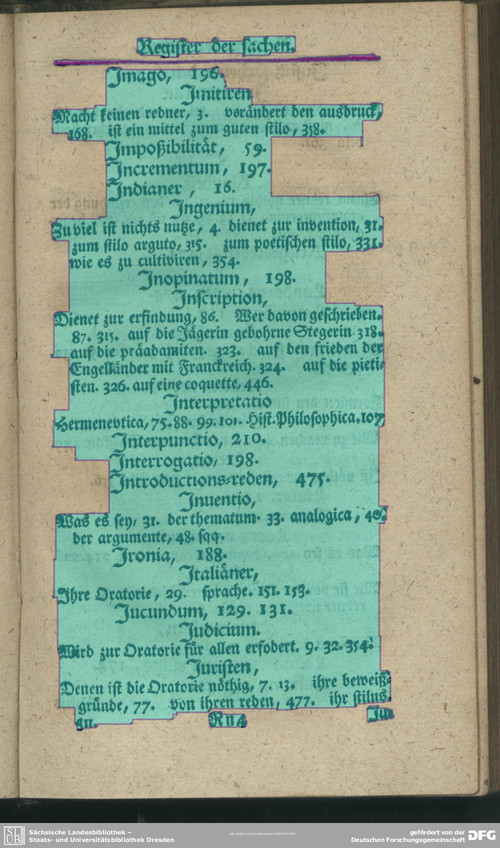 Register der sachen.
Imago, 196.
Imitiren
Macht keinen redner, 3. verändert den ausdruck,
168. ist ein mittel zum guten stilo, 358.
Impoßibilität, 59.
Incrementum, 197.
Indianer, 16.
Ingenium,
Zu viel ist nichts nutze, 4. dienet zur invention, 31.
zum stilo arguto, 315. zum poetischen stilo, 331.
wie es zu cultiviren, 354.
Inopinatum, 198.
Inscription,
Dienet zur erfindung, 86. Wer davon geschrieben.
87. 315. auf die Jägerin gebohrne Stegerin 318.
auf die präadamiten. 323. auf den frieden der
Engelländer mit Franckreich. 324. auf die pieti-
sten. 326. auf eine coquette, 446.
Interpretatio
Hermenevtica, 75. 88. 99. 101. Hist. Philosophica. 107
Interpunctio, 210.
Interrogatio, 198.
Introductions-reden, 475.
Inventio,
Was es sey, 31. der thematum 33. analogica, 40.
der argumente, 48. sqq.
Ironia, 188.
Italiäner,
Ihre Oratorie, 29. sprache. 151. 153.
Jucundum, 129. 131.
Judicium.
Wird zur Oratorie für allen erfodert. 9. 32. 354.
Juristen,
Denen ist die Oratorie nöthig, 7. 13. ihre beweiß-
gründe, 77. von ihren reden, 477. ihr stilus.
Ju
Sächsische Landesbibliothek –
Staats- und Universitätsbibliothek Dresden
gefördert von der
Deutschen Forschungsgemeinschaft
DFG